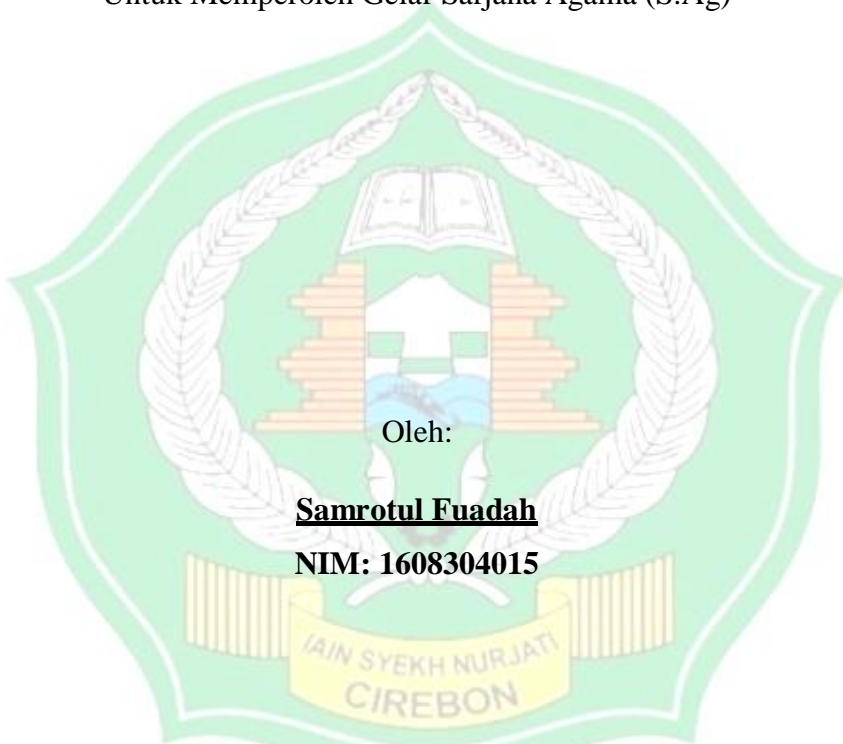 Untuk Memperoleh Gelar Sarjana Agama (S.Ag)
Oleh:
Samrotul Fuadah
NIM: 1608304015
IAIN SYEKH NURJATI
CIREBON